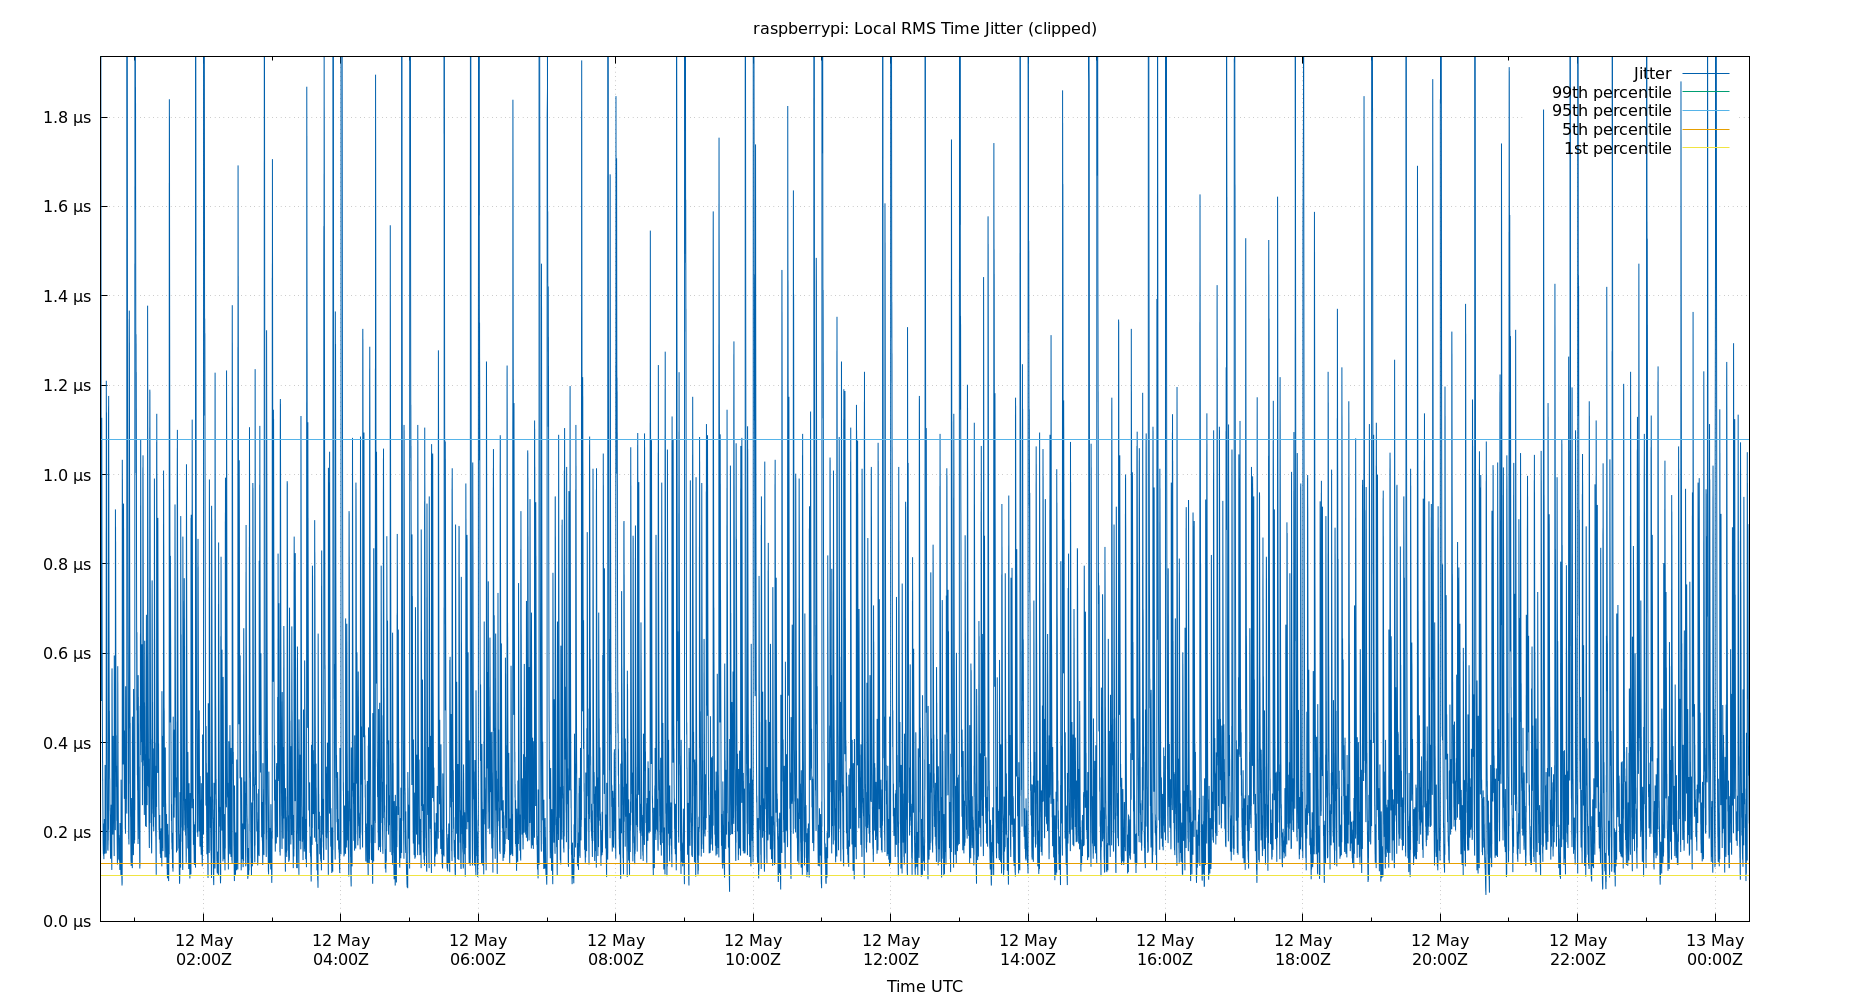 raspberrypi: Local RMS Time Jitter (clipped)
Jitter
99th percentile
95th percentile
5th percentile
1st percentile
1.8 µs
1.6 µs
1.4 µs
1.2 µs
1.0 µs
0.8 µs
0.6 µs
0.4 µs
0.2 µs
0.0 µs
12 May 12 May 12 May 12 May 12 May 12 May 12 May 12 May 12 May 12 May 12 May 13 May
02:00Z 04:00Z 06:00Z 08:00Z 10:00Z 12:00Z 14:00Z 16:00Z 18:00Z 20:00Z 22:00Z 00:00Z
Time UTC